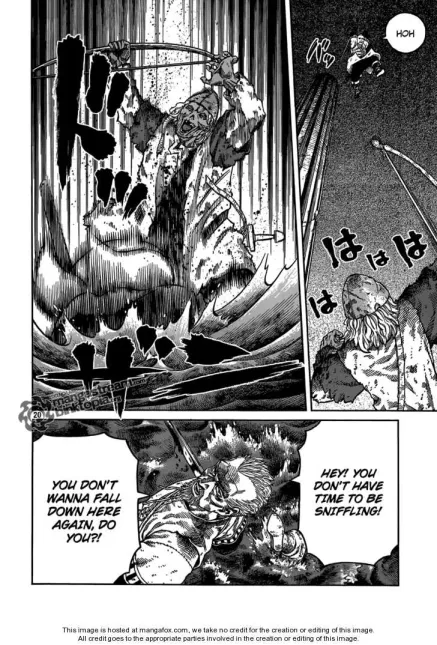 HOH
バッ
は
は
は
は
ドドド
HEY! YOU
DON'T HAVE
TIME TO BE
SNIFFLING!
YOU DON'T
WANNA FALL
DOWN HERE
AGAIN, DO
YOU?!
20
This image is hosted at mangafox.com, we take no credit for the creation or editing of this image.
All credit goes to the appropriate parties involved in the creation or editing of this image.